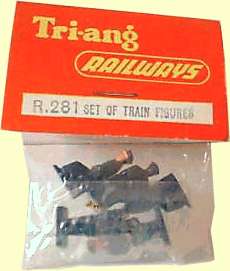 Tri-ang
RAILWAYS
R.281 SET OF TRAIN FIGURES